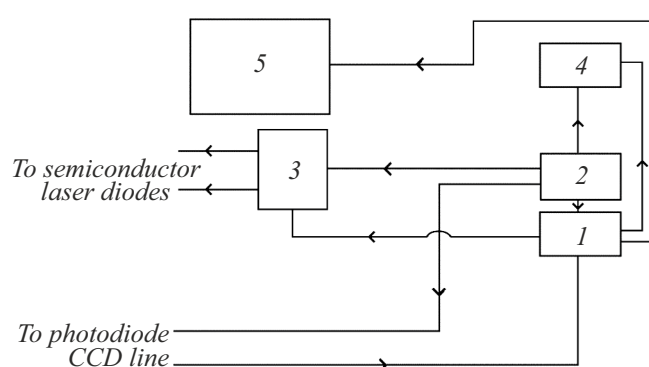 5
4
To semiconductor
laser diodes
3
2
1
To photodiode
CCD line